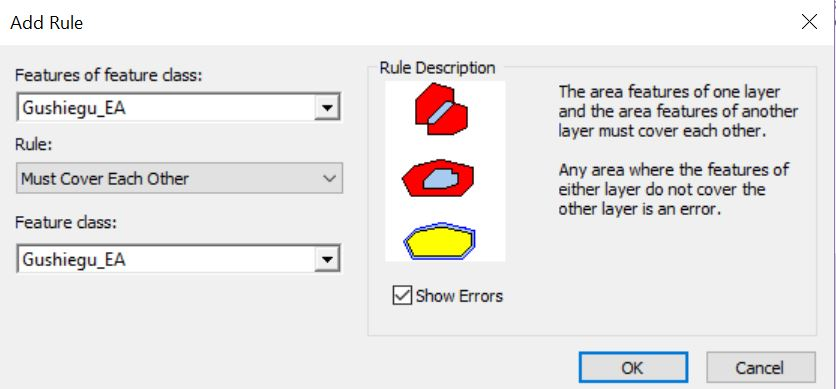 Add Rule
Features of feature class:
Gushiegu_EA
Rule:
Must Cover Each Other
Feature class:
Gushiegu_EA
Rule Description
The area features of one layer
and the area features of another
layer must cover each other.
Any area where the features of
either layer do not cover the
other layer is an error.
Show Errors
OK
Cancel